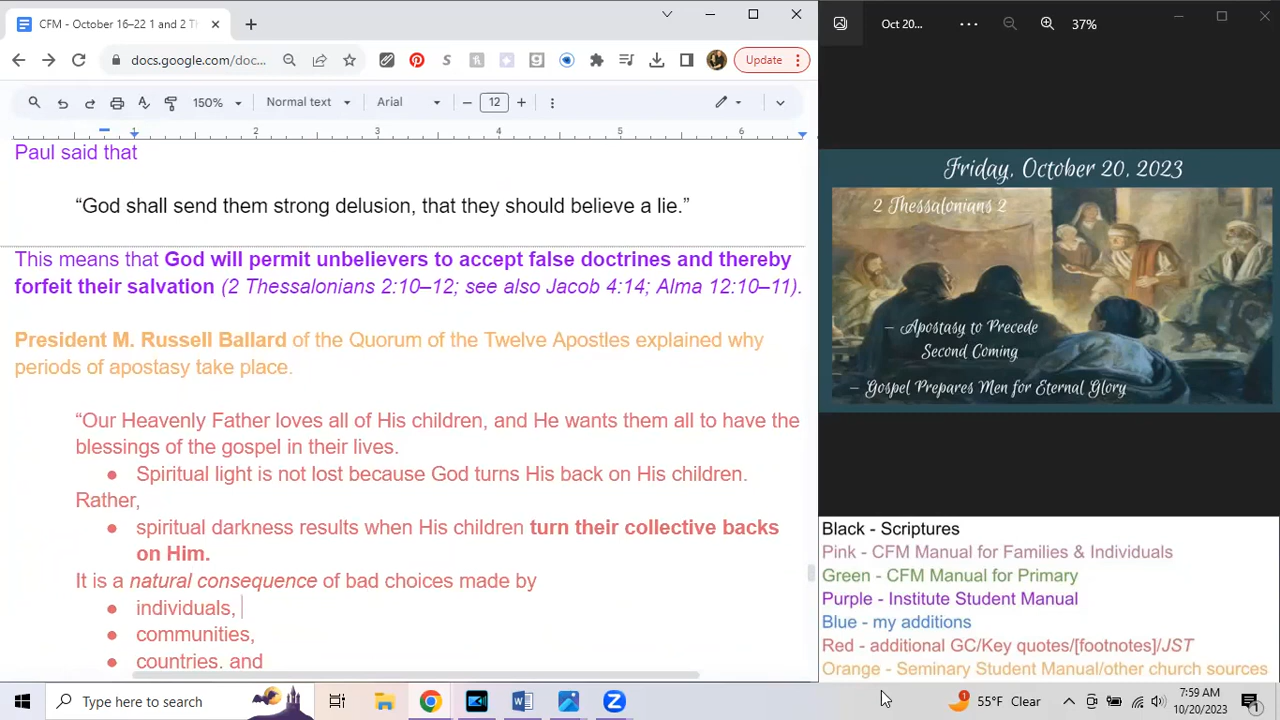 CFM - October 16–22 1 and 2 Th
docs.google.com/doc...
Update
150%
Normal text
Arial
12
1
2
3
4
5
6
Paul said that
“God shall send them strong delusion, that they should believe a lie.”
This means that God will permit unbelievers to accept false doctrines and thereby
forfeit their salvation (2 Thessalonians 2:10–12; see also Jacob 4:14; Alma 12:10–11).
President M. Russell Ballard of the Quorum of the Twelve Apostles explained why
periods of apostasy take place.
“Our Heavenly Father loves all of His children, and He wants them all to have the
blessings of the gospel in their lives.
● Spiritual light is not lost because God turns His back on His children.
Rather,
● spiritual darkness results when His children turn their collective backs
on Him.
It is a natural consequence of bad choices made by
● individuals,
● communities,
● countries, and
Oct 20...
37%
Friday, October 20, 2023
2 Thessalonians 2
– Apostasy to Precede
Second Coming
– Gospel Prepares Men for Eternal Glory
Black - Scriptures
Pink - CFM Manual for Families & Individuals
Green - CFM Manual for Primary
Purple - Institute Student Manual
Blue - my additions
Red - additional GC/Key quotes/[footnotes]/JST
Orange - Seminary Student Manual/other church sources
Type here to search
1
55°F Clear
7:59 AM
10/20/2023
1